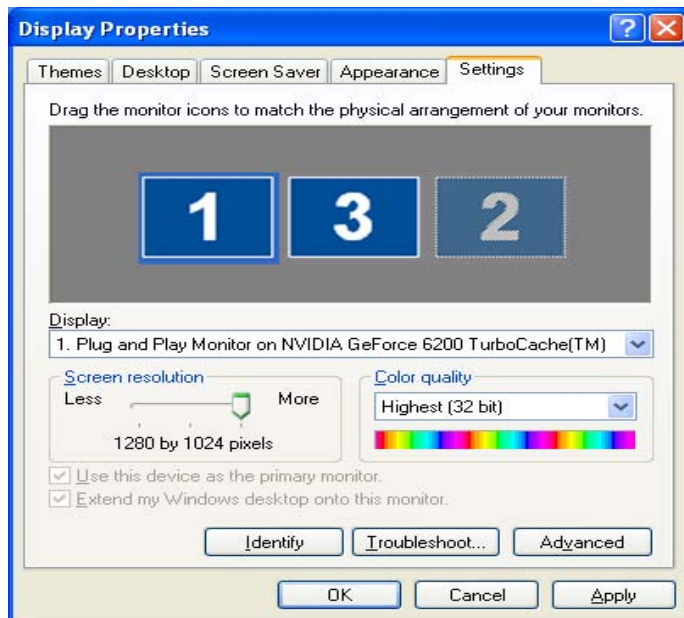 Display Properties
Themes Desktop Screen Saver Appearance Settings
Drag the monitor icons to match the physical arrangement of your monitors.
1 3 2
Display:
1. Plug and Play Monitor on NVIDIA GeForce 6200 TurboCache(TM)
Screen resolution
Less More
1280 by 1024 pixels
Color quality
Highest (32 bit)
Use this device as the primary monitor.
Extend my Windows desktop onto this monitor.
Identify Troubleshoot... Advanced
OK Cancel Apply